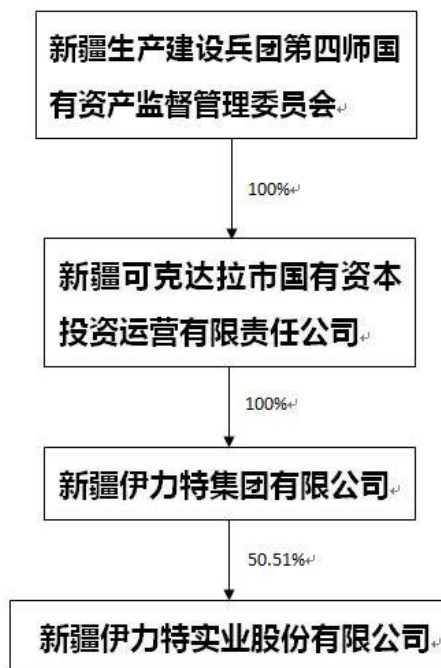 新疆生产建设兵团第四师国
有资产监督管理委员会↵
100%↵
新疆可克达拉市国有资本
投资运营有限责任公司↵
100%↵
新疆伊力特集团有限公司↵
50.51%↵
新疆伊力特实业股份有限公司↵